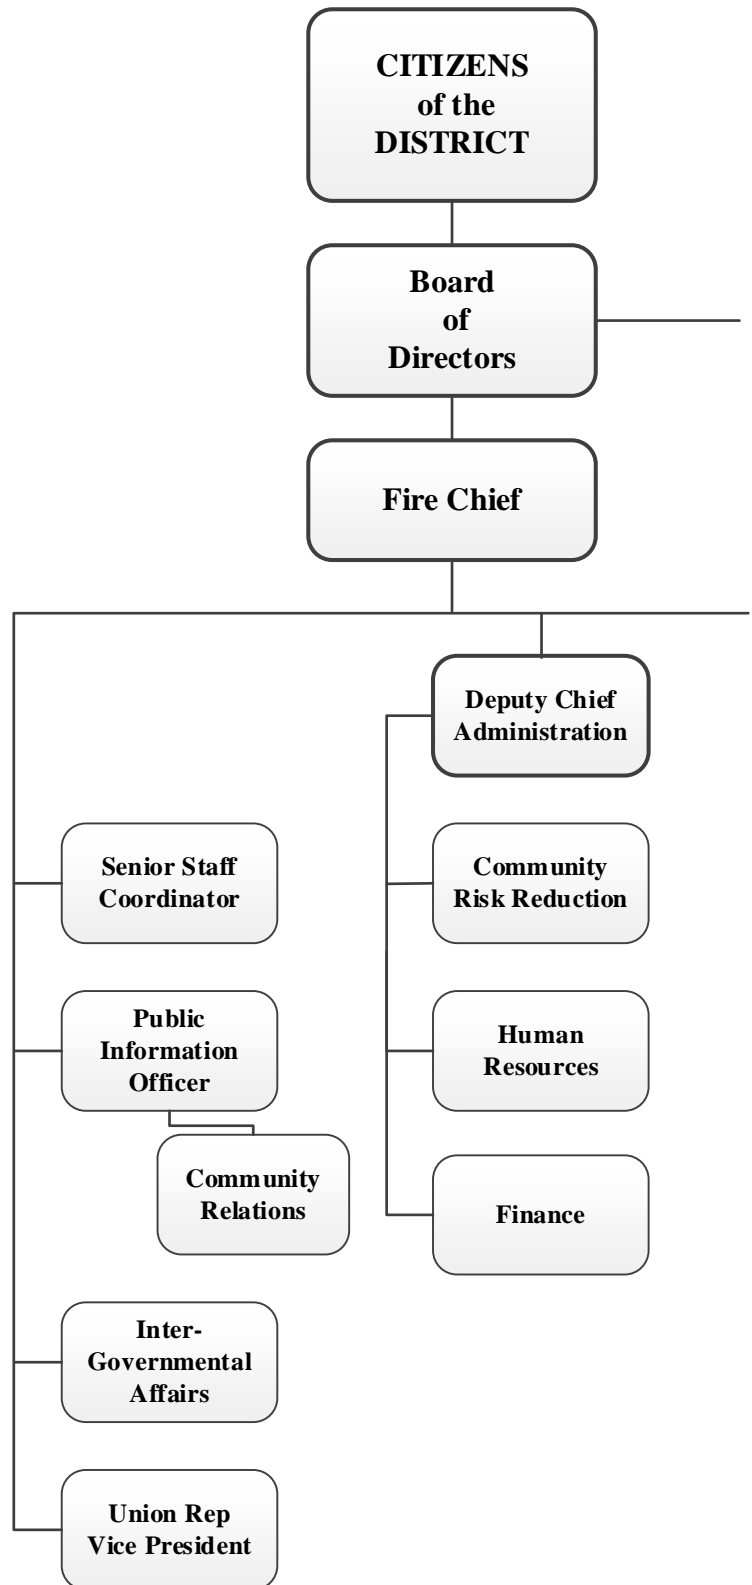 CITIZENS
of the
DISTRICT
Board
of
Directors
Fire Chief
Deputy Chief
Administration
Senior Staff
Coordinator
Community
Risk Reduction
Public
Information
Officer
Human
Resources
Community
Relations
Finance
Inter-
Governmental
Affairs
Union Rep
Vice President